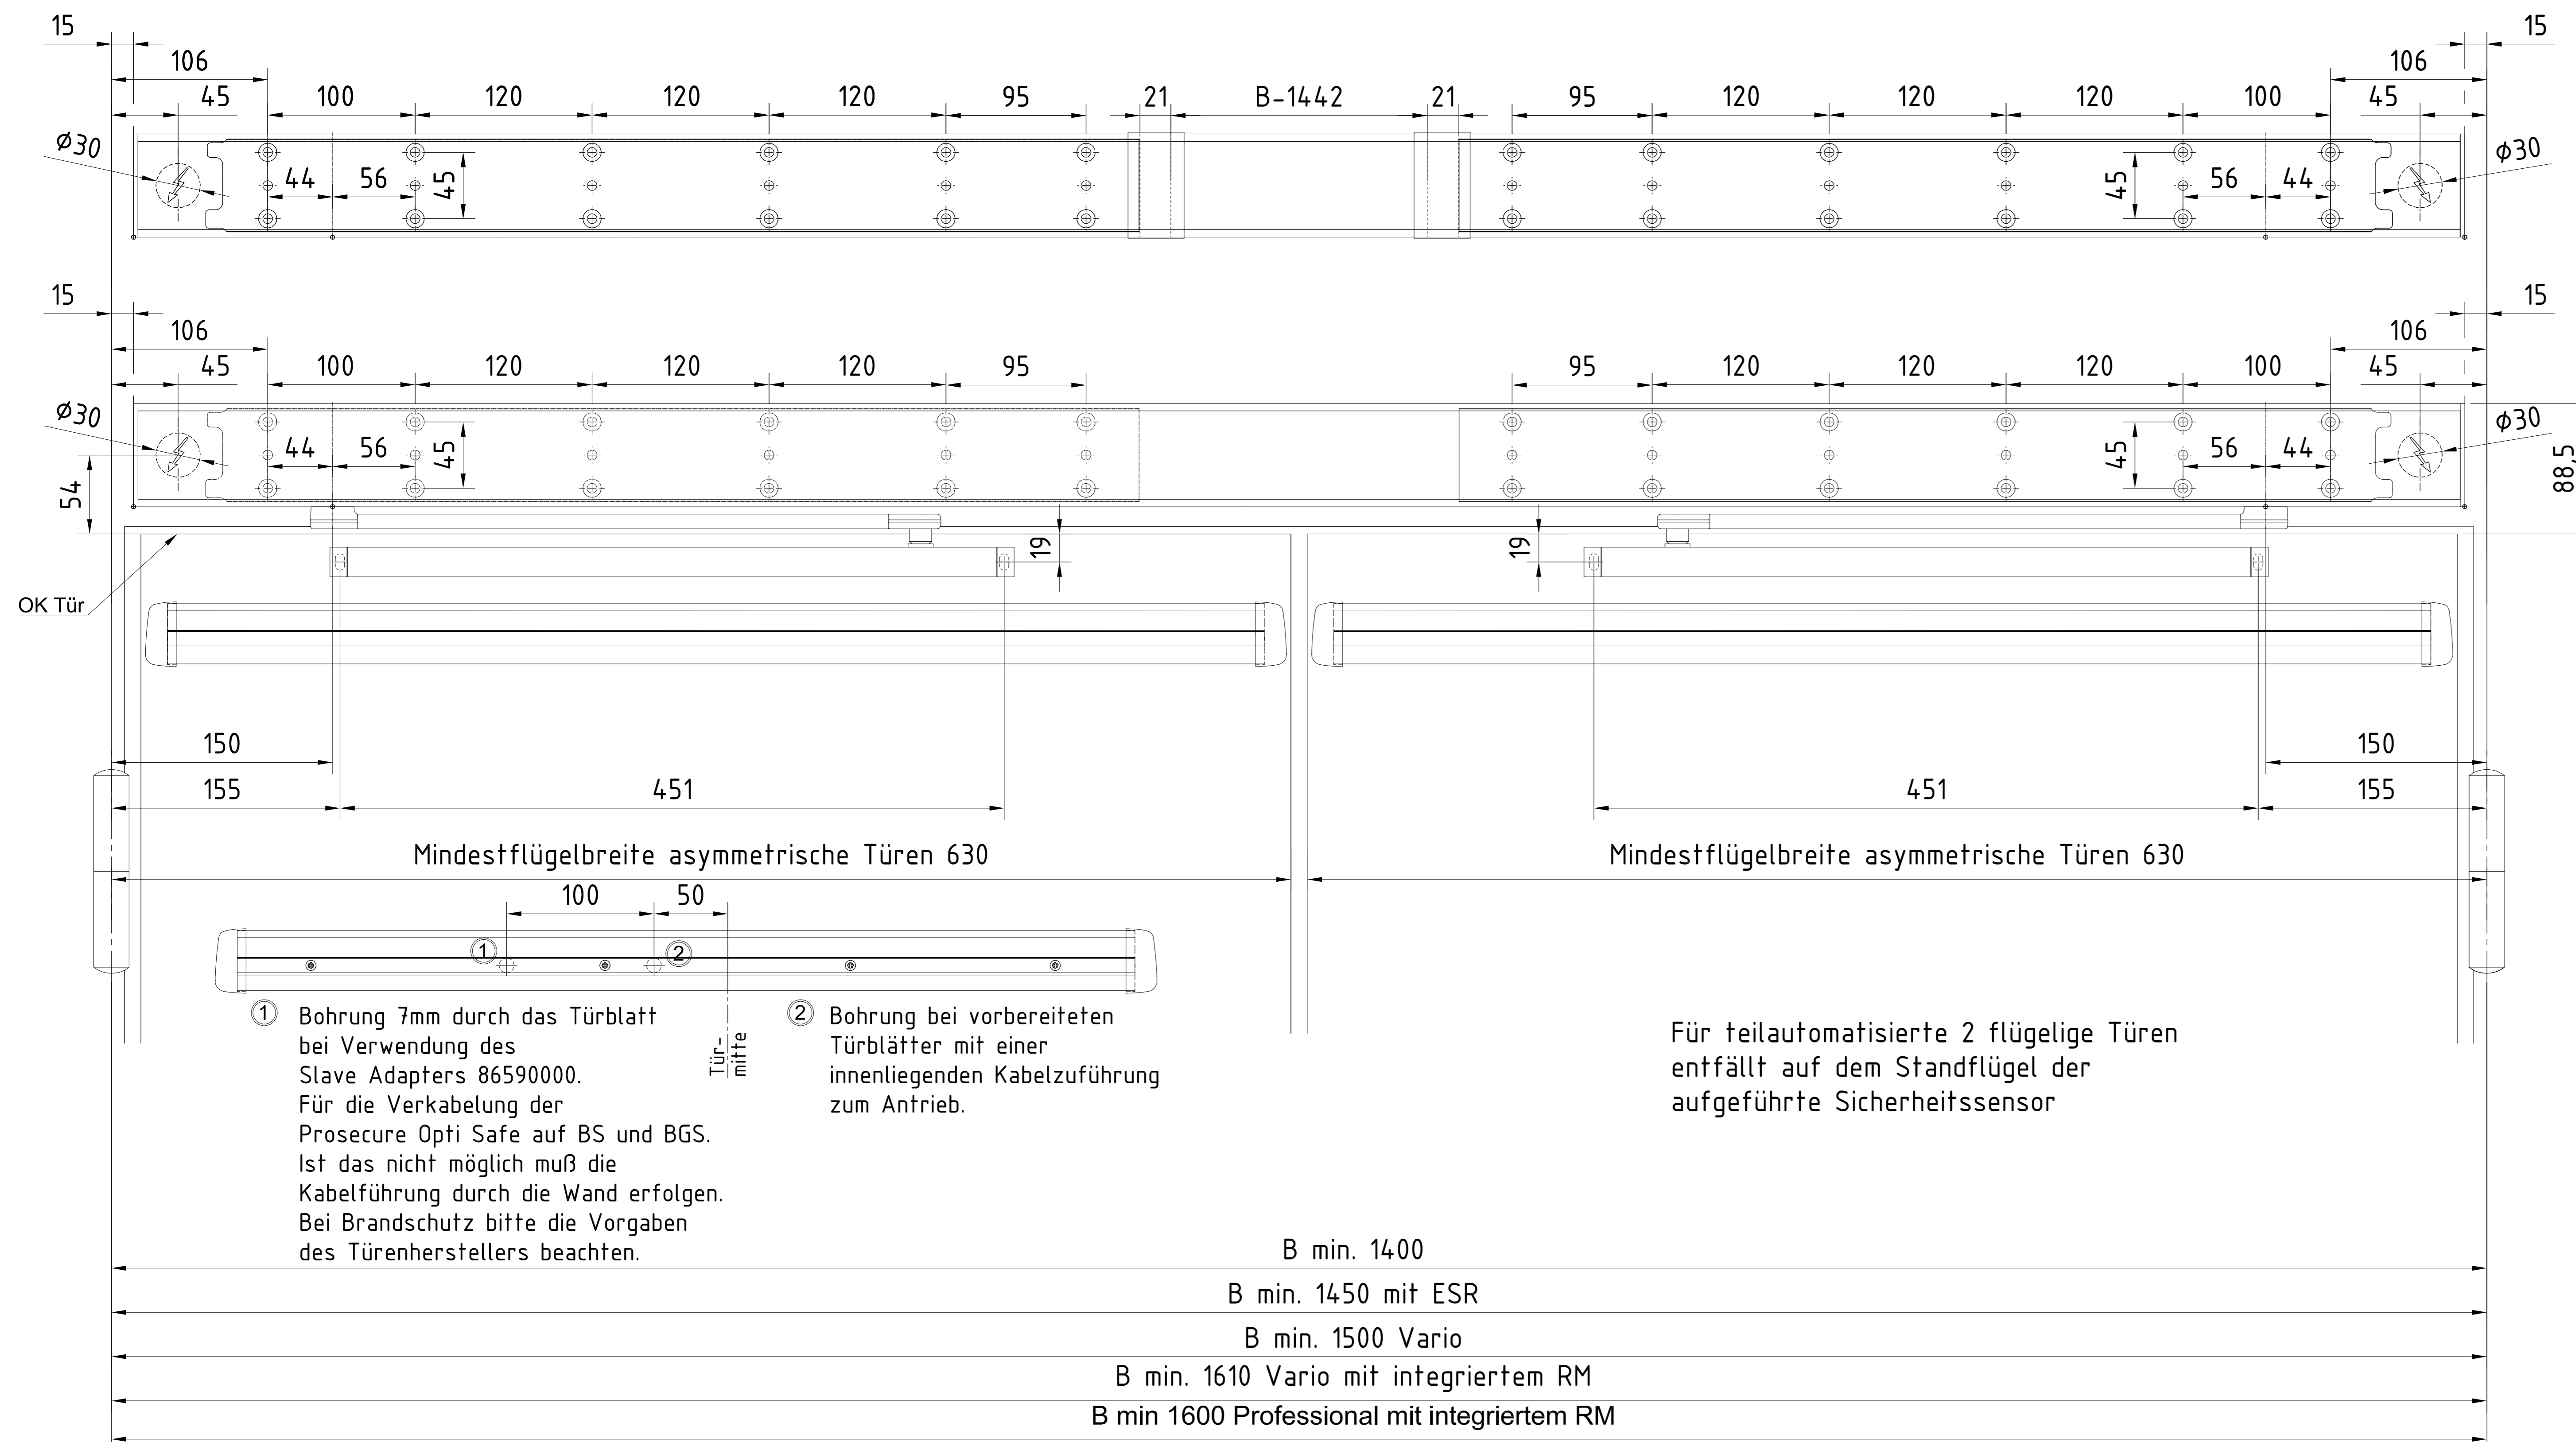 15 15
106 106
45 100 120 120 120 95 21 B-1442 21 95 120 120 120 100 45
φ30 φ30
44 56 45 45 56 44
15 15
106 106
45 100 120 120 120 95 95 120 120 120 100 45
φ30 φ30
44 56 45 45 56 44
54 88,5
19 19
OK Tür
150 150
155 451 451 155
Mindestflügelbreite asymmetrische Türen 630 Mindestflügelbreite asymmetrische Türen 630
100 50
1 2
Tür-
mitte
1 Bohrung 7mm durch das Türblatt
bei Verwendung des
Slave Adapters 86590000.
Für die Verkabelung der
Prosecure Opti Safe auf BS und BGS.
Ist das nicht möglich muß die
Kabelführung durch die Wand erfolgen.
Bei Brandschutz bitte die Vorgaben
des Türenherstellers beachten.
2 Bohrung bei vorbereiteten
Türblätter mit einer
innenliegenden Kabelzuführung
zum Antrieb.
Für teilautomatisierte 2 flügelige Türen
entfällt auf dem Standflügel der
aufgeführte Sicherheitssensor
B min. 1400
B min. 1450 mit ESR
B min. 1500 Vario
B min. 1610 Vario mit integriertem RM
B min 1600 Professional mit integriertem RM